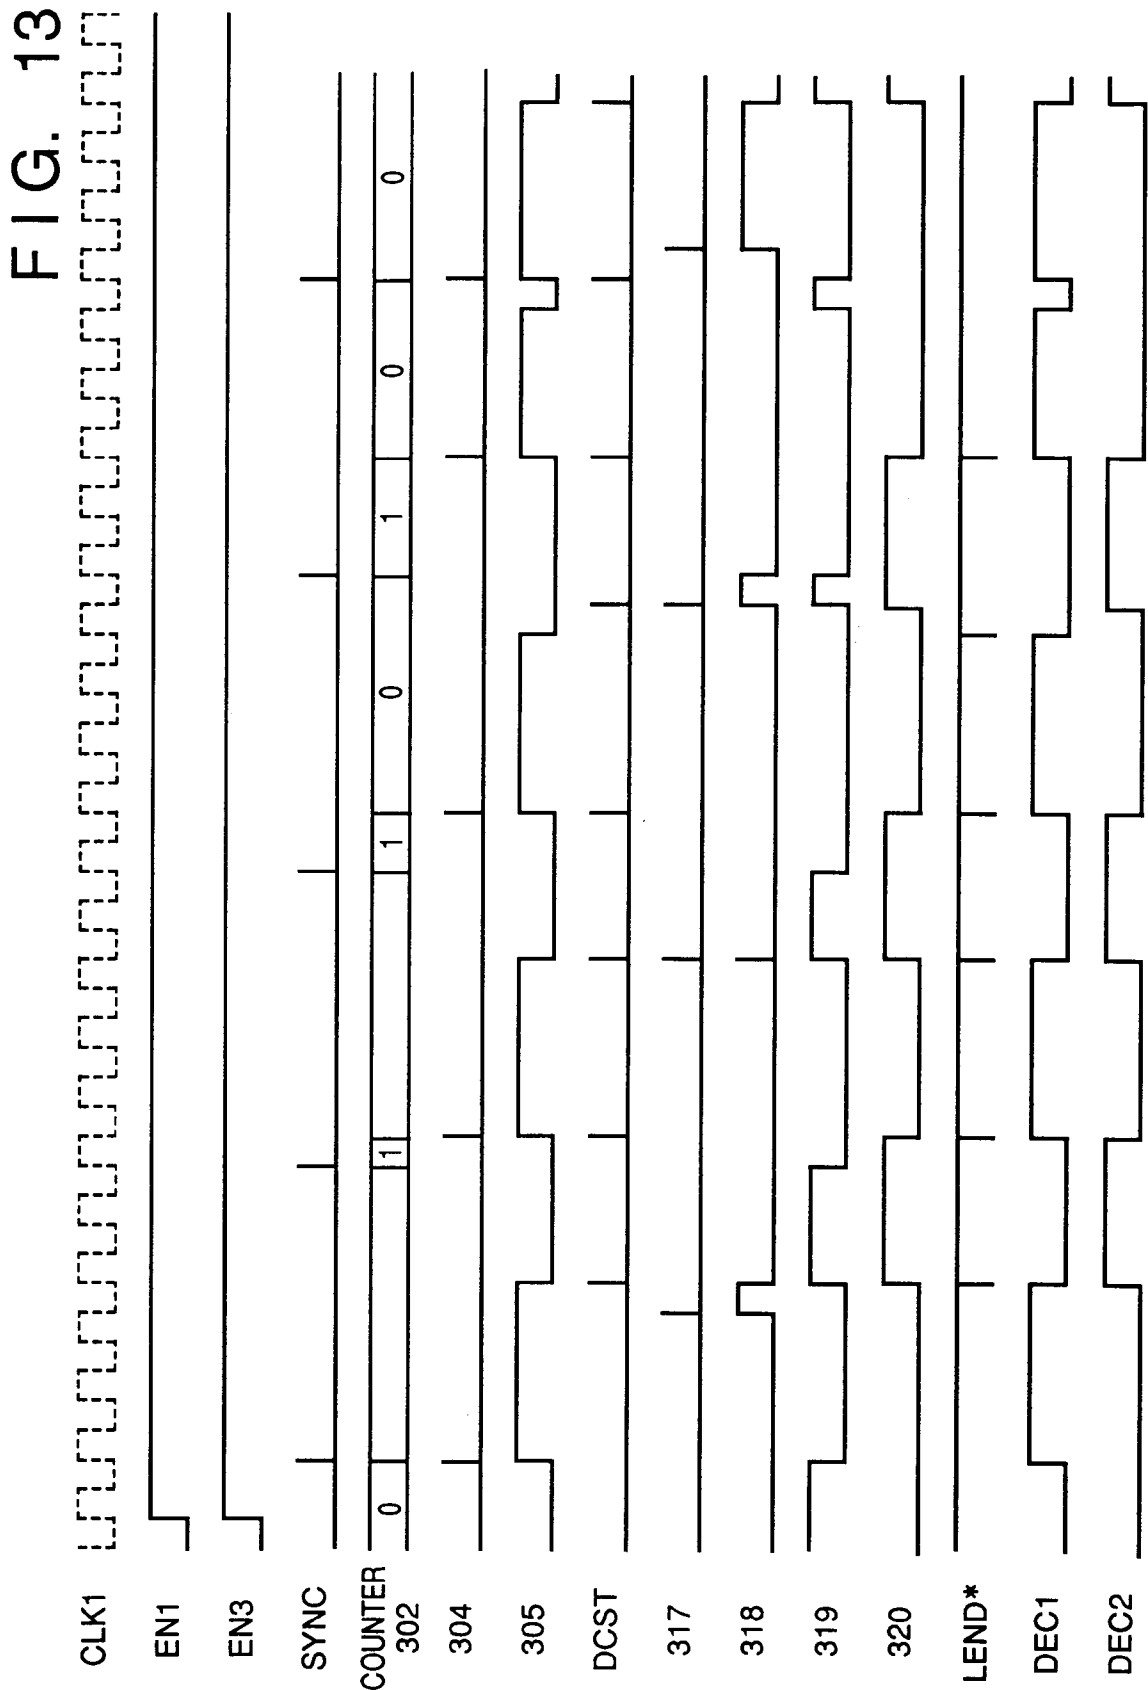 FIG. 13
CLK1
EN1
EN3
SYNC
COUNTER
302
0 1 1 0 1 0 0
304
305
DCST
317
318
319
320
LEND*
DEC1
DEC2